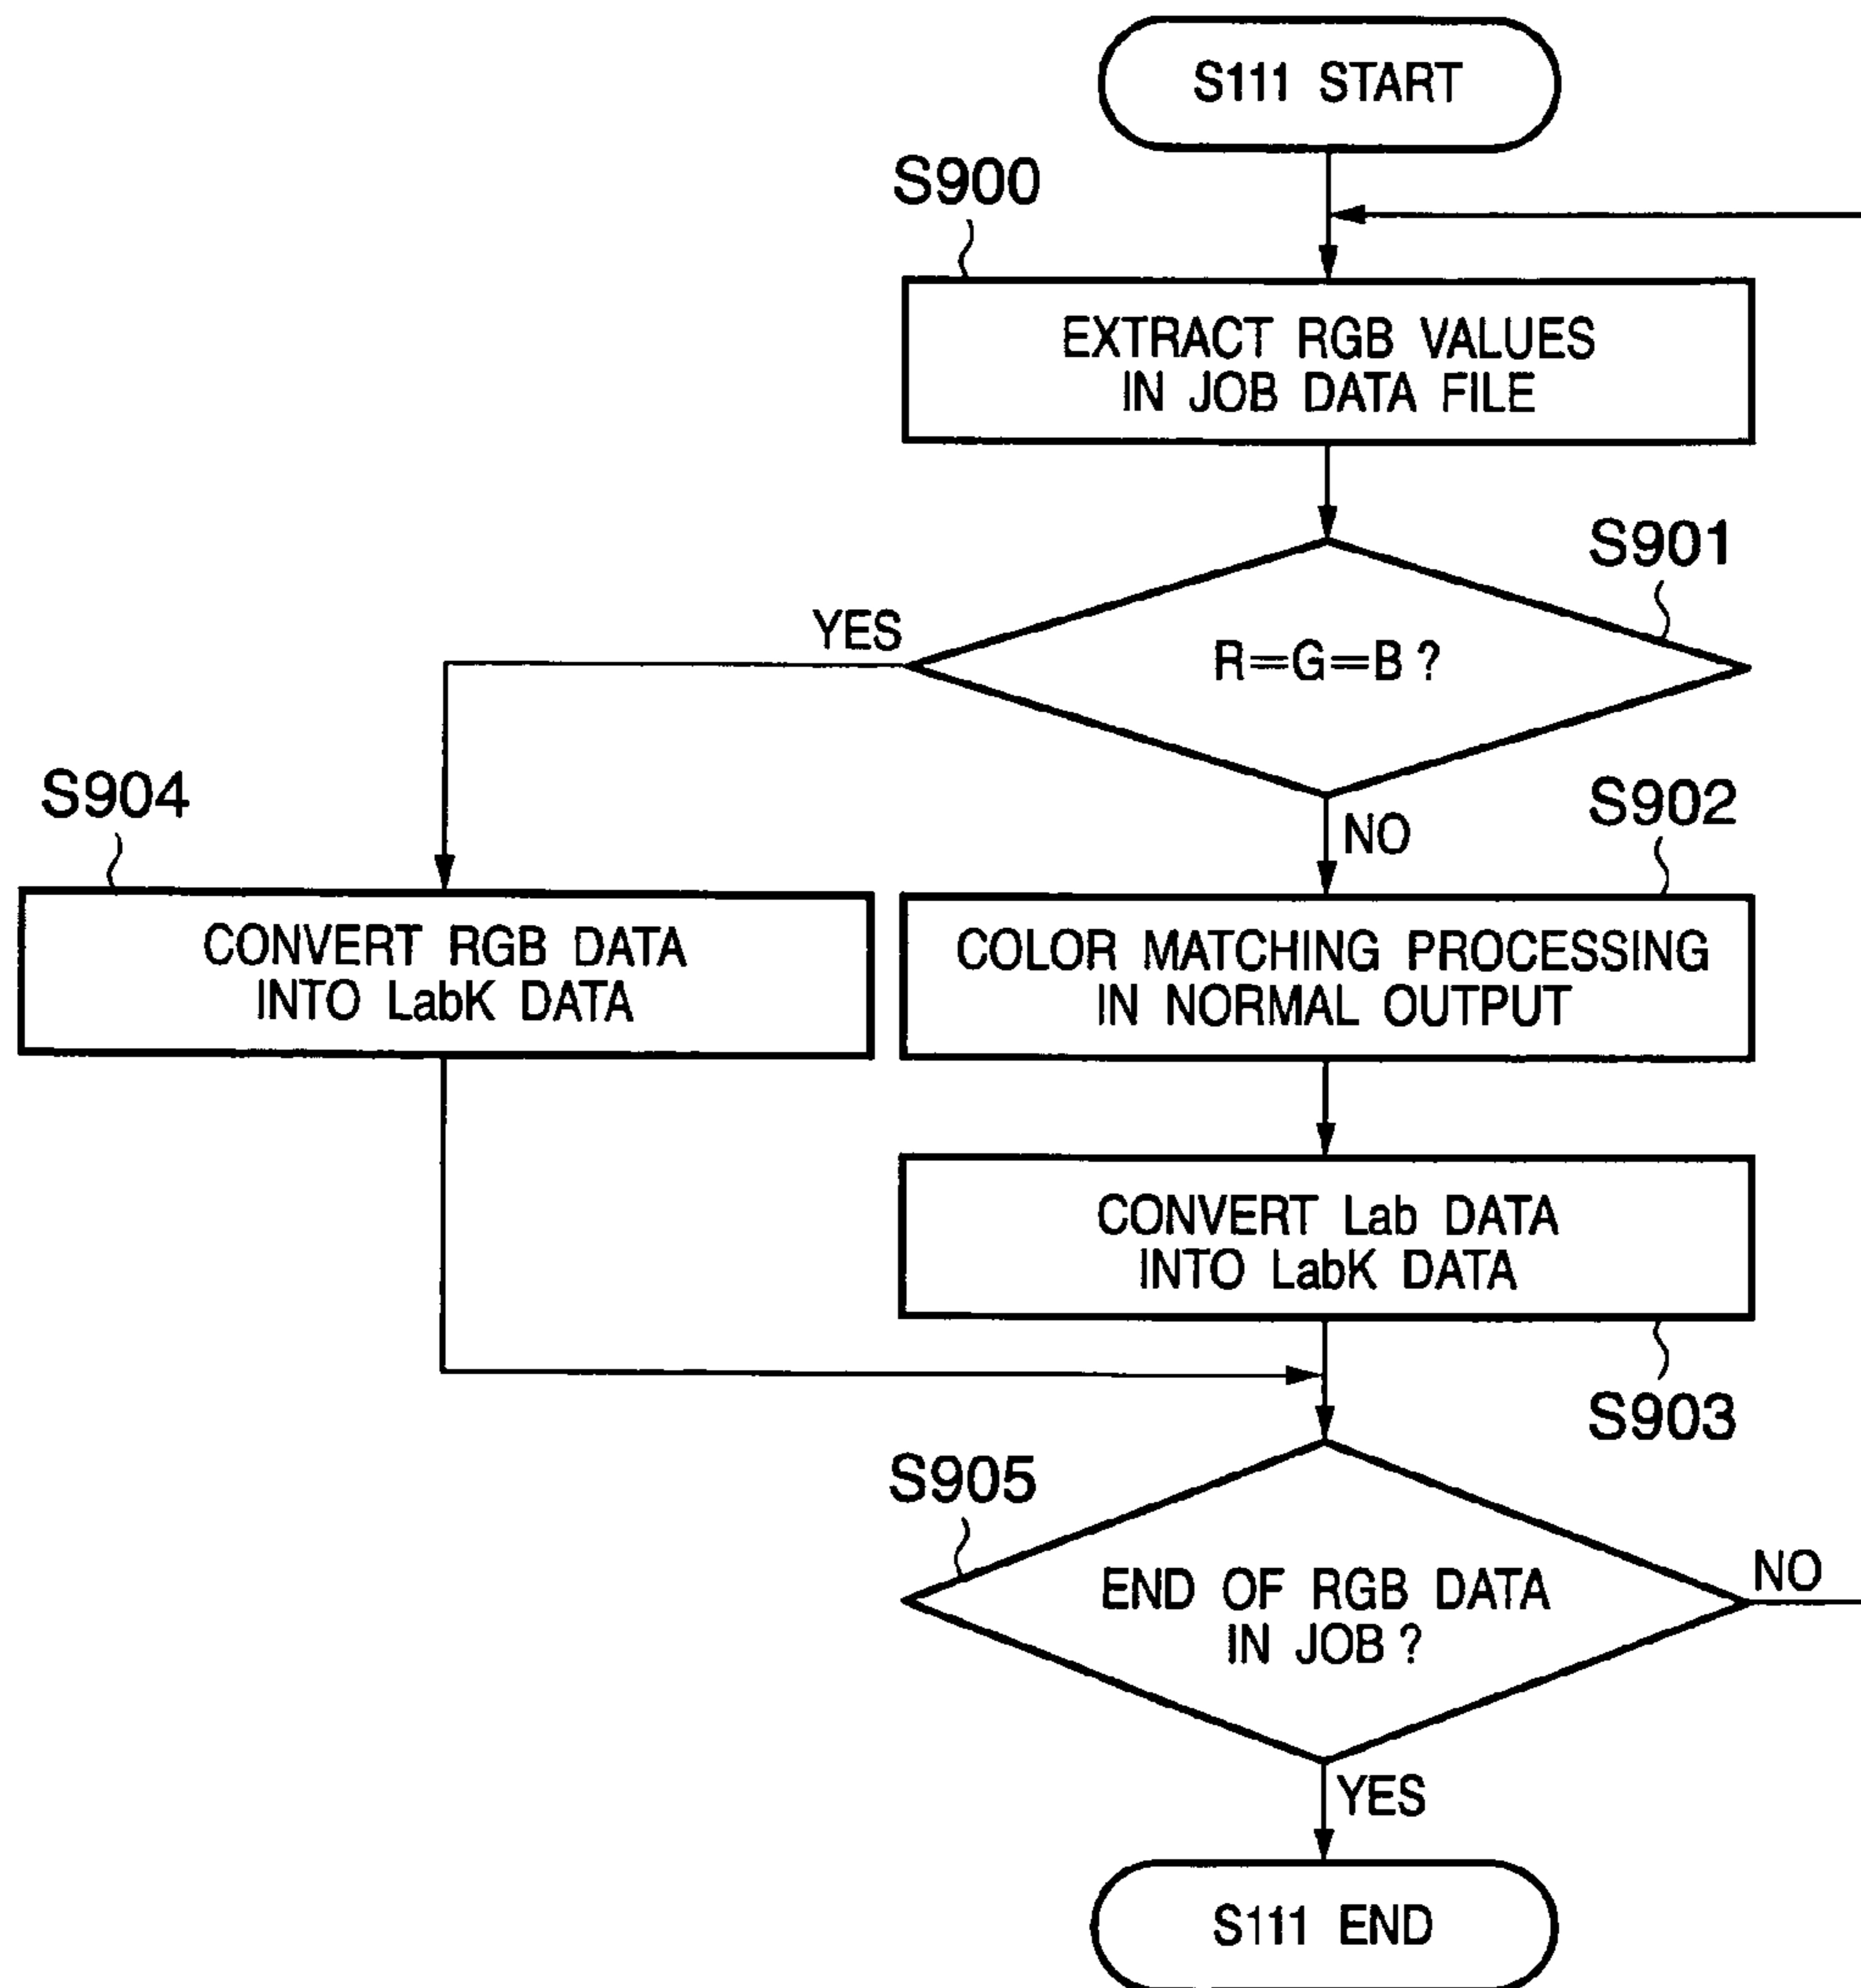 S111 START
S900
EXTRACT RGB VALUES
IN JOB DATA FILE
S901
R=G=B ?
YES
NO
S904
CONVERT RGB DATA
INTO LabK DATA
S902
COLOR MATCHING PROCESSING
IN NORMAL OUTPUT
CONVERT Lab DATA
INTO LabK DATA
S903
S905
END OF RGB DATA
IN JOB ?
NO
YES
S111 END